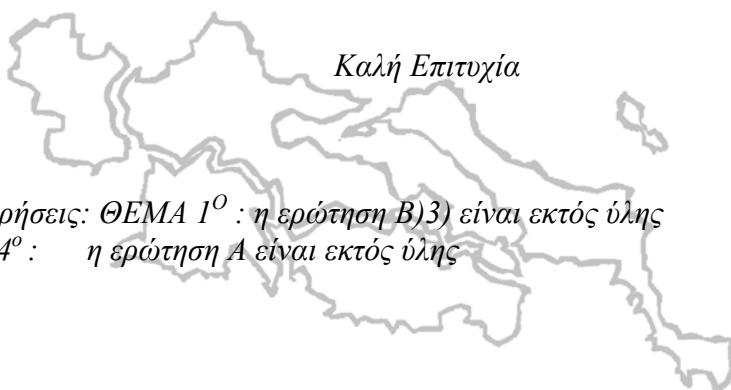 Καλή Επιτυχία
ρήσεις: ΘΕΜΑ 1Ο : η ερώτηση Β)3) είναι εκτός ύλης
4ο : η ερώτηση Α είναι εκτός ύλης